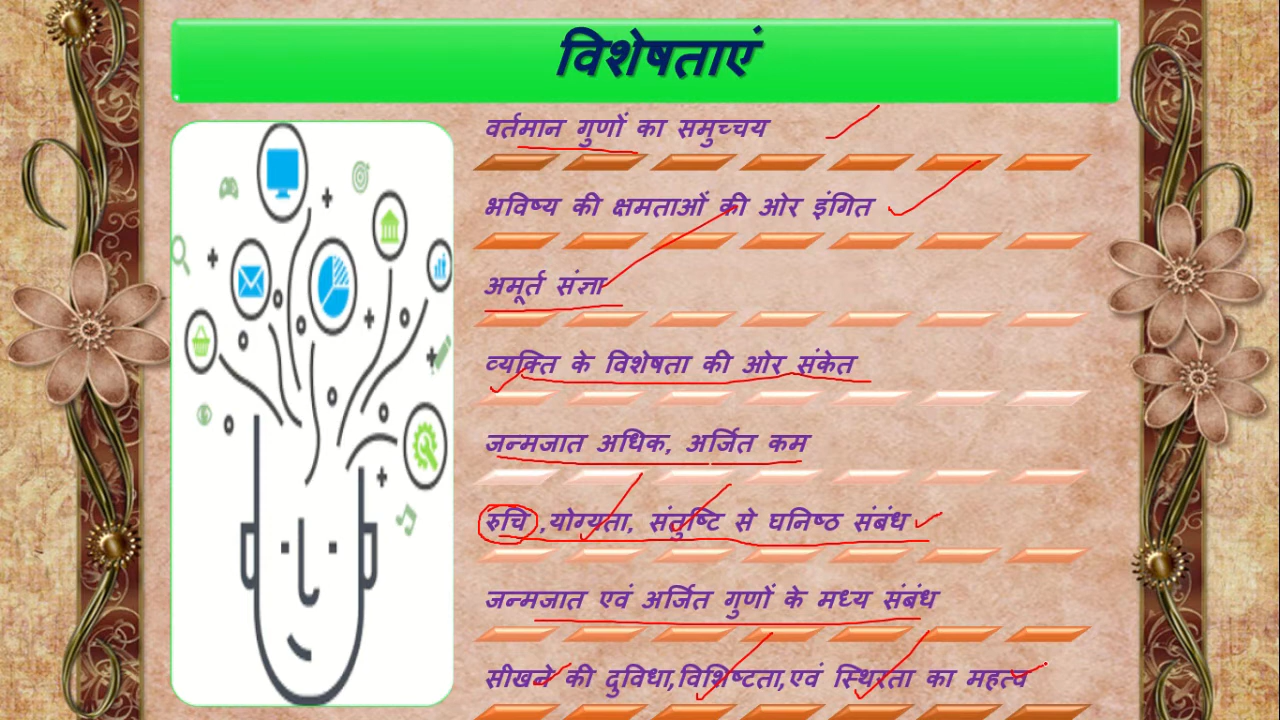 विशेषताएं
वर्तमान गुणों का समुच्चय
भविष्य की क्षमताओं की ओर इंगित
अमूर्त संज्ञा
व्यक्ति के विशेषता की ओर संकेत
जन्मजात अधिक, अर्जित कम
रुचि ,योग्यता, संतुष्टि से घनिष्ठ संबंध
जन्मजात एवं अर्जित गुणों के मध्य संबंध
सीखने की दुविधा,विशिष्टता,एवं स्थिरता का महत्व